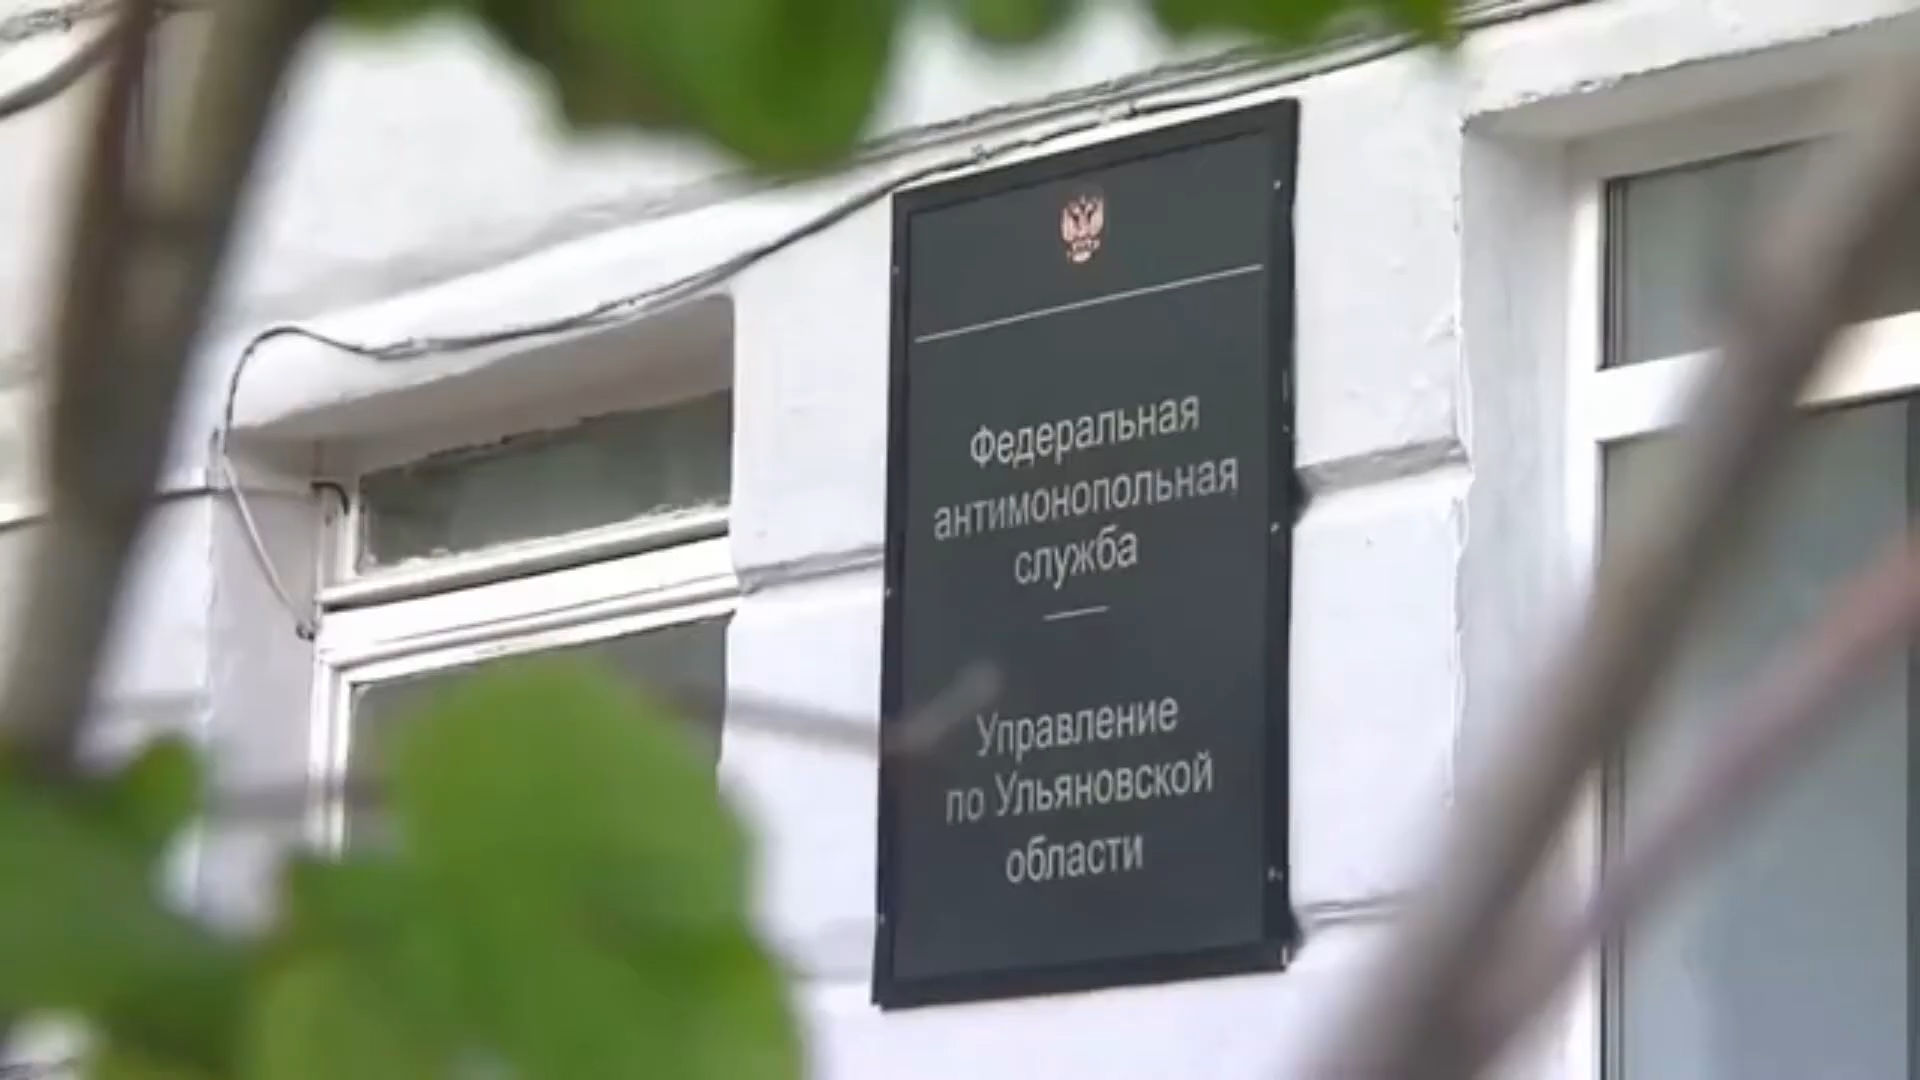 Федеральная
антимонопольная
служба
Управление
по Ульяновской
области